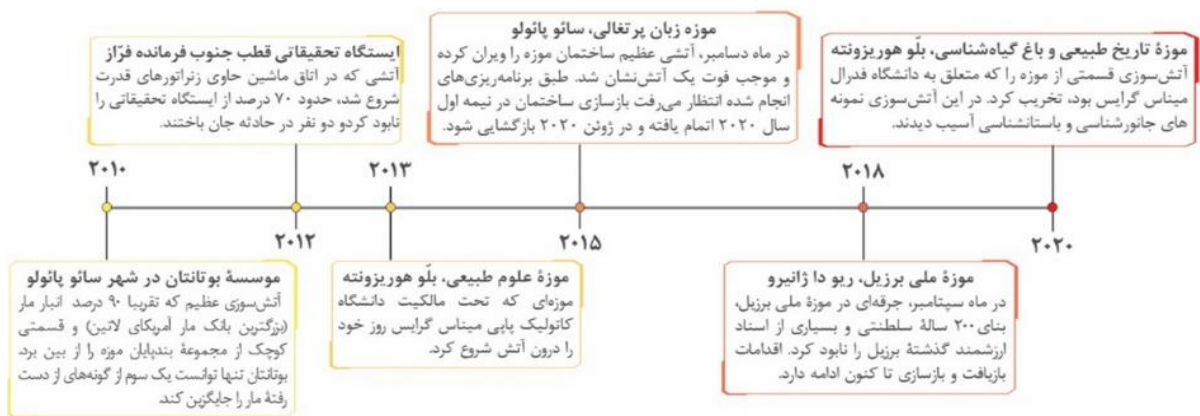 موسسهٔ بوتانتان در شهر سائو پائولو
آتش‌سوزی عظیم که تقریبا ۹۰ درصد انبار مار
(بزرگترین بانک مار آمریکای لاتین) و قسمتی
کوچک از مجموعهٔ بندپایان موزه را از بین برد.
بوتانتان تنها توانست یک سوم از گونه‌های از دست
رفتهٔ مار را جایگزین کند.
۲۰۱۰
ایستگاه تحقیقاتی قطب جنوب فرمانده فرّاز
آتشی که در اتاق ماشین حاوی ژنراتورهای قدرت
شروع شد، حدود ۷۰ درصد از ایستگاه تحقیقاتی را
نابود کردو دو نفر در حادثه جان باختند.
۲۰۱۲
۲۰۱۳
موزهٔ علوم طبیعی، بلّو هوریزونته
موزه‌ای که تحت مالکیت دانشگاه
کاتولیک پاپی میناس گرایس روز خود
را درون آتش شروع کرد.
موزه زبان پرتغالی، سائو پائولو
در ماه دسامبر، آتشی عظیم ساختمان موزه را ویران کرده
و موجب فوت یک آتش‌نشان شد. طبق برنامه‌ریزی‌های
انجام شده انتظار می‌رفت بازسازی ساختمان در نیمه اول
سال ۲۰۲۰ اتمام یافته و در ژوئن ۲۰۲۰ بازگشایی شود.
۲۰۱۵
۲۰۱۸
موزهٔ ملی برزیل، ریو دا ژانیرو
در ماه سپتامبر، جرقه‌ای در موزهٔ ملی برزیل،
بنای ۲۰۰ سالهٔ سلطنتی و بسیاری از اسناد
ارزشمند گذشتهٔ برزیل را نابود کرد. اقدامات
بازیافت و بازسازی تا کنون ادامه دارد.
موزهٔ تاریخ طبیعی و باغ گیاه‌شناسی، بلّو هوریزونته
آتش‌سوزی قسمتی از موزه را که متعلق به دانشگاه فدرال
میناس گرایس بود، تخریب کرد. در این آتش‌سوزی نمونه
های جانورشناسی و باستانشناسی آسیب دیدند.
۲۰۲۰